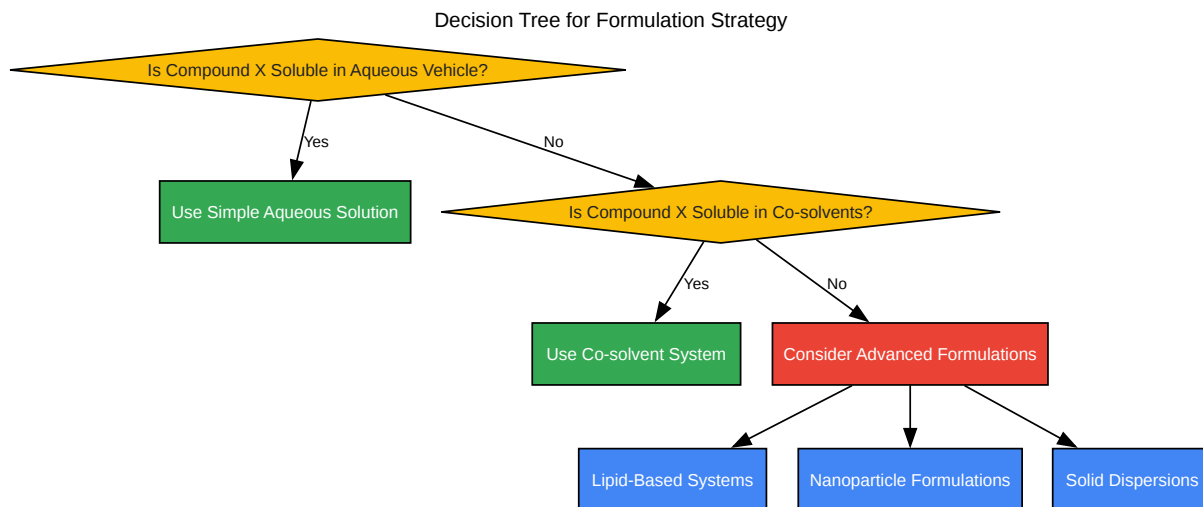 Decision Tree for Formulation Strategy
Is Compound X Soluble in Aqueous Vehicle?
Yes
No
Use Simple Aqueous Solution
Is Compound X Soluble in Co-solvents?
Yes
No
Use Co-solvent System
Consider Advanced Formulations
Lipid-Based Systems
Nanoparticle Formulations
Solid Dispersions